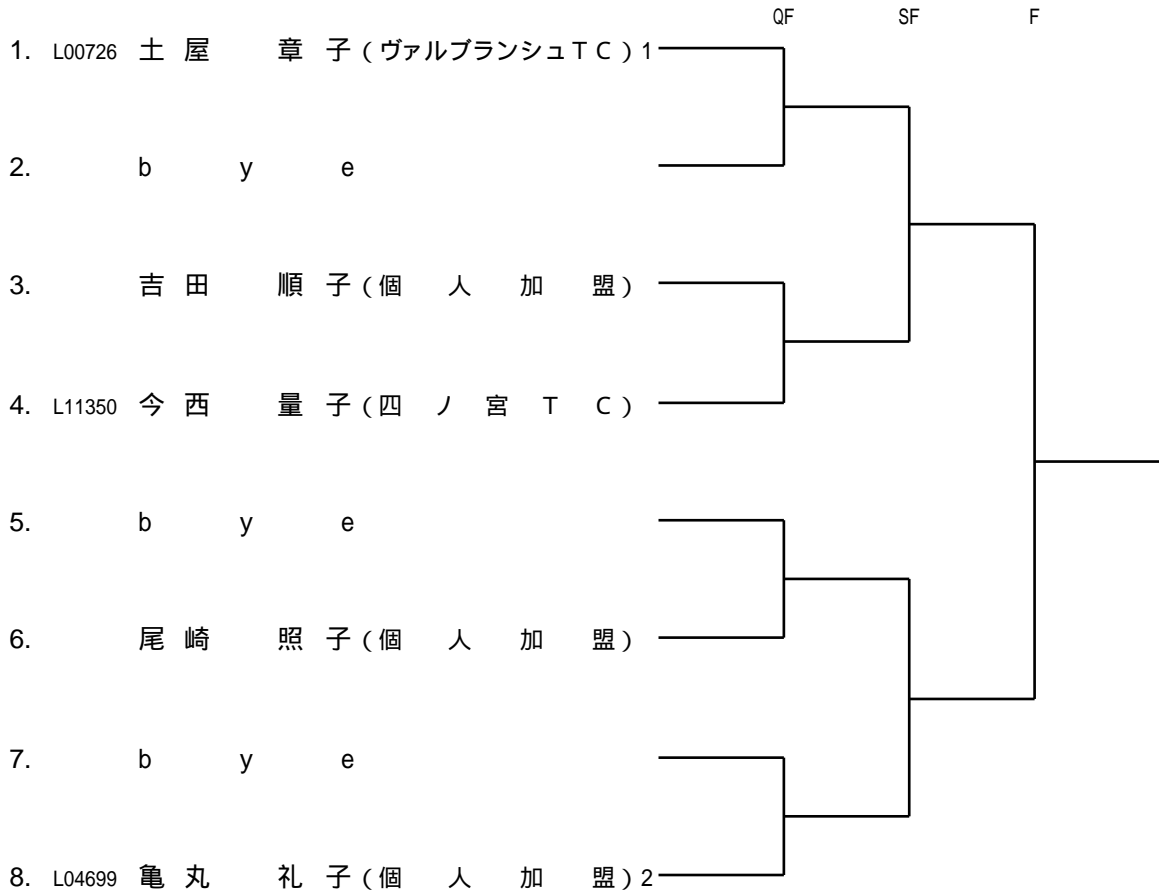 QF SF F
1. L00726 土屋 章子(ヴァルブランシュTC)1
2. bye
3. 吉田 順子(個人加盟)
4. L11350 今西 量子(四ノ宮TC)
5. bye
6. 尾崎 照子(個人加盟)
7. bye
8. L04699 亀丸 礼子(個人加盟)2